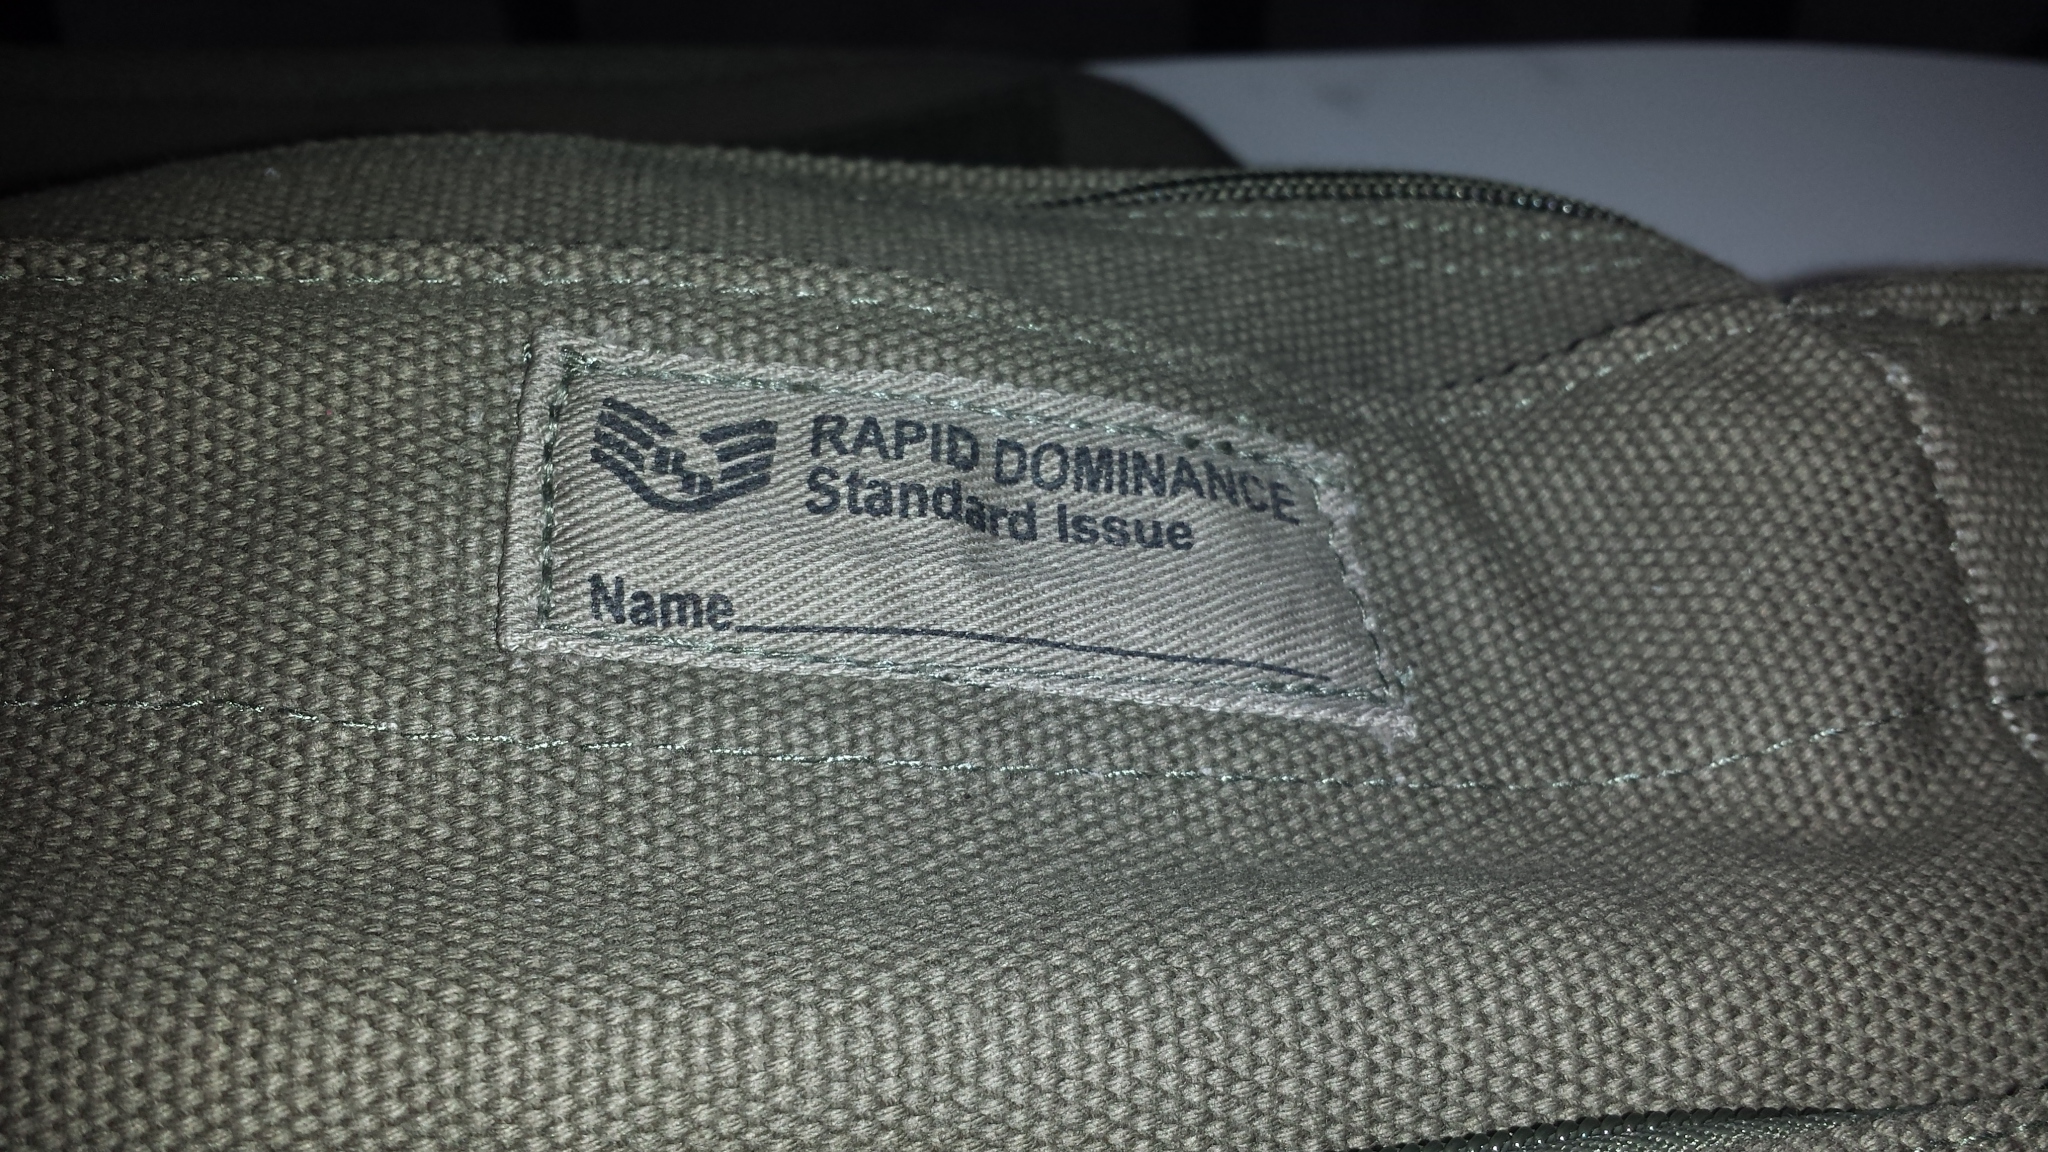 RAPID DOMINANCE
Standard Issue
Name